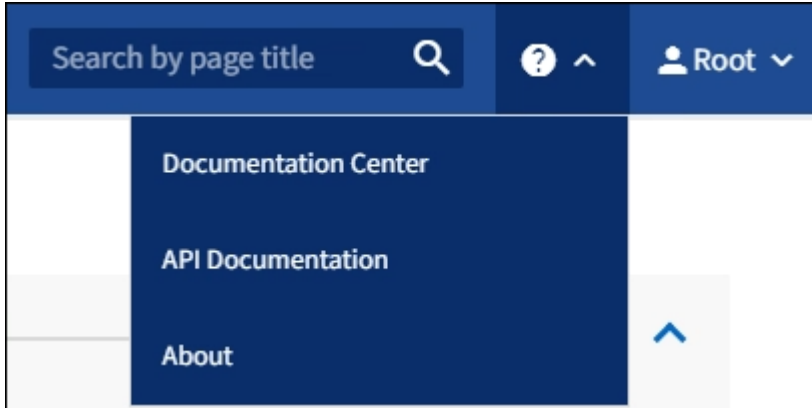 Search by page title
Root
Documentation Center
API Documentation
About